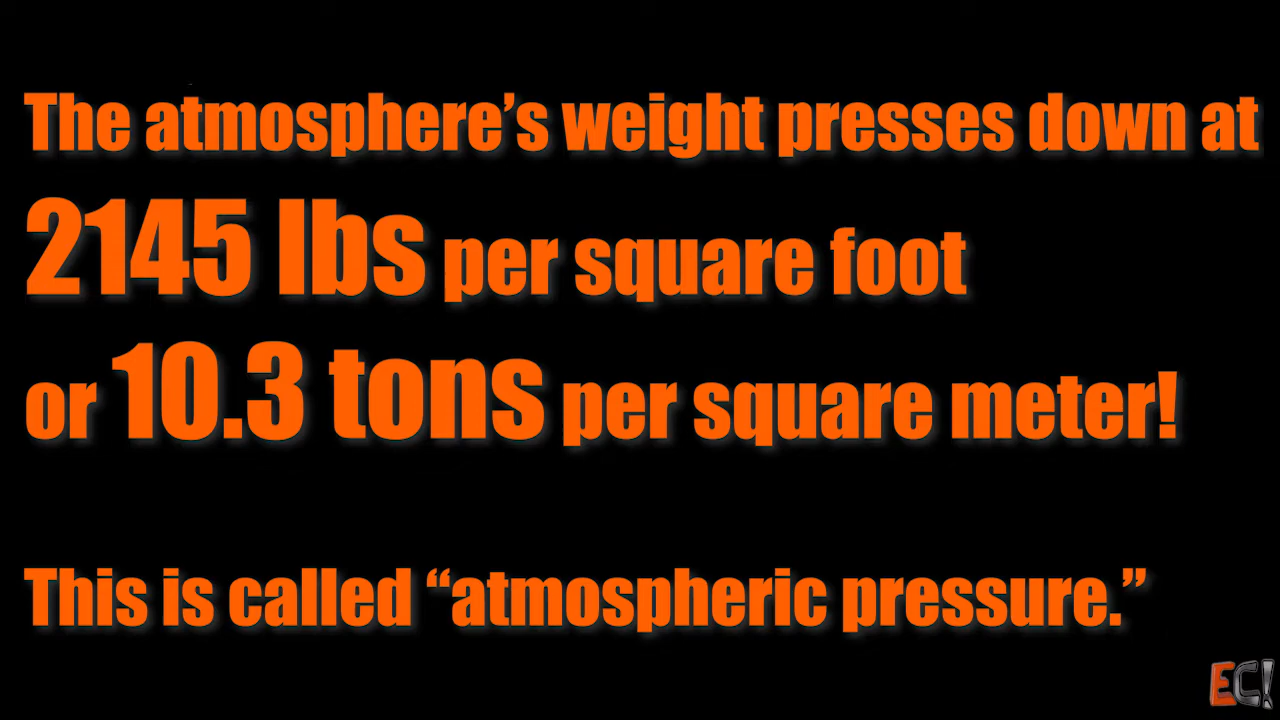 The atmosphere’s weight presses down at
2145 lbs per square foot
or 10.3 tons per square meter!
This is called “atmospheric pressure.”
EC!